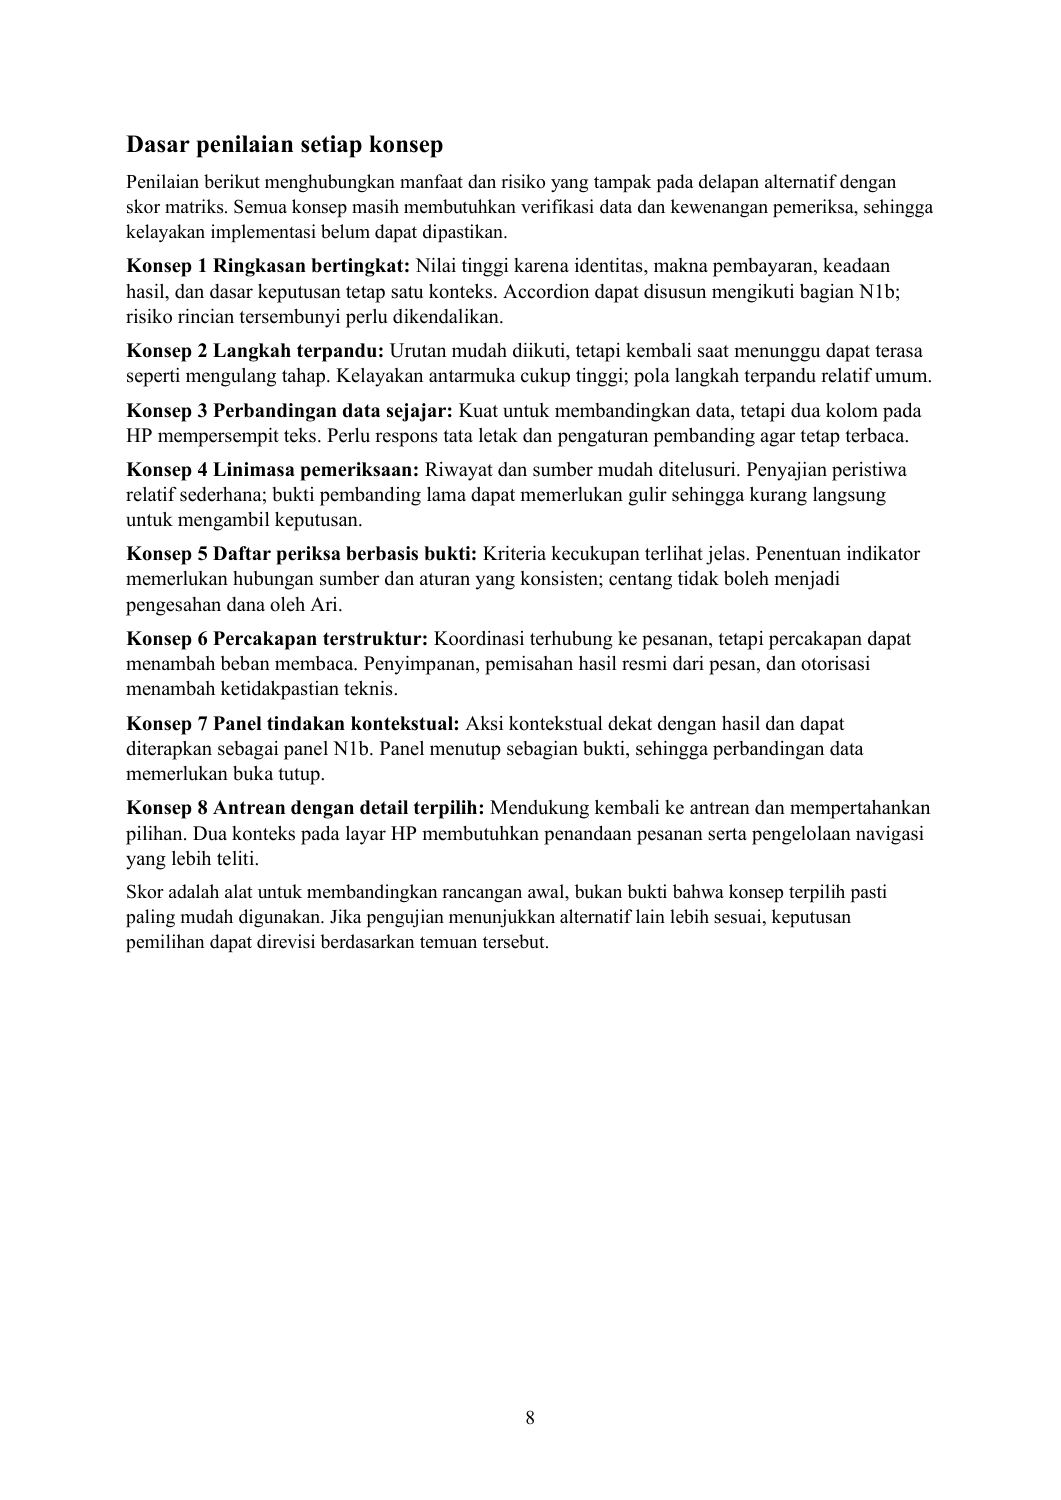 Dasar penilaian setiap konsep
Penilaian berikut menghubungkan manfaat dan risiko yang tampak pada delapan alternatif dengan
skor matriks. Semua konsep masih membutuhkan verifikasi data dan kewenangan pemeriksa, sehingga
kelayakan implementasi belum dapat dipastikan.
Konsep 1 Ringkasan bertingkat: Nilai tinggi karena identitas, makna pembayaran, keadaan
hasil, dan dasar keputusan tetap satu konteks. Accordion dapat disusun mengikuti bagian N1b;
risiko rincian tersembunyi perlu dikendalikan.
Konsep 2 Langkah terpandu: Urutan mudah diikuti, tetapi kembali saat menunggu dapat terasa
seperti mengulang tahap. Kelayakan antarmuka cukup tinggi; pola langkah terpandu relatif umum.
Konsep 3 Perbandingan data sejajar: Kuat untuk membandingkan data, tetapi dua kolom pada
HP mempersempit teks. Perlu respons tata letak dan pengaturan pembanding agar tetap terbaca.
Konsep 4 Linimasa pemeriksaan: Riwayat dan sumber mudah ditelusuri. Penyajian peristiwa
relatif sederhana; bukti pembanding lama dapat memerlukan gulir sehingga kurang langsung
untuk mengambil keputusan.
Konsep 5 Daftar periksa berbasis bukti: Kriteria kecukupan terlihat jelas. Penentuan indikator
memerlukan hubungan sumber dan aturan yang konsisten; centang tidak boleh menjadi
pengesahan dana oleh Ari.
Konsep 6 Percakapan terstruktur: Koordinasi terhubung ke pesanan, tetapi percakapan dapat
menambah beban membaca. Penyimpanan, pemisahan hasil resmi dari pesan, dan otorisasi
menambah ketidakpastian teknis.
Konsep 7 Panel tindakan kontekstual: Aksi kontekstual dekat dengan hasil dan dapat
diterapkan sebagai panel N1b. Panel menutup sebagian bukti, sehingga perbandingan data
memerlukan buka tutup.
Konsep 8 Antrean dengan detail terpilih: Mendukung kembali ke antrean dan mempertahankan
pilihan. Dua konteks pada layar HP membutuhkan penandaan pesanan serta pengelolaan navigasi
yang lebih teliti.
Skor adalah alat untuk membandingkan rancangan awal, bukan bukti bahwa konsep terpilih pasti
paling mudah digunakan. Jika pengujian menunjukkan alternatif lain lebih sesuai, keputusan
pemilihan dapat direvisi berdasarkan temuan tersebut.
8